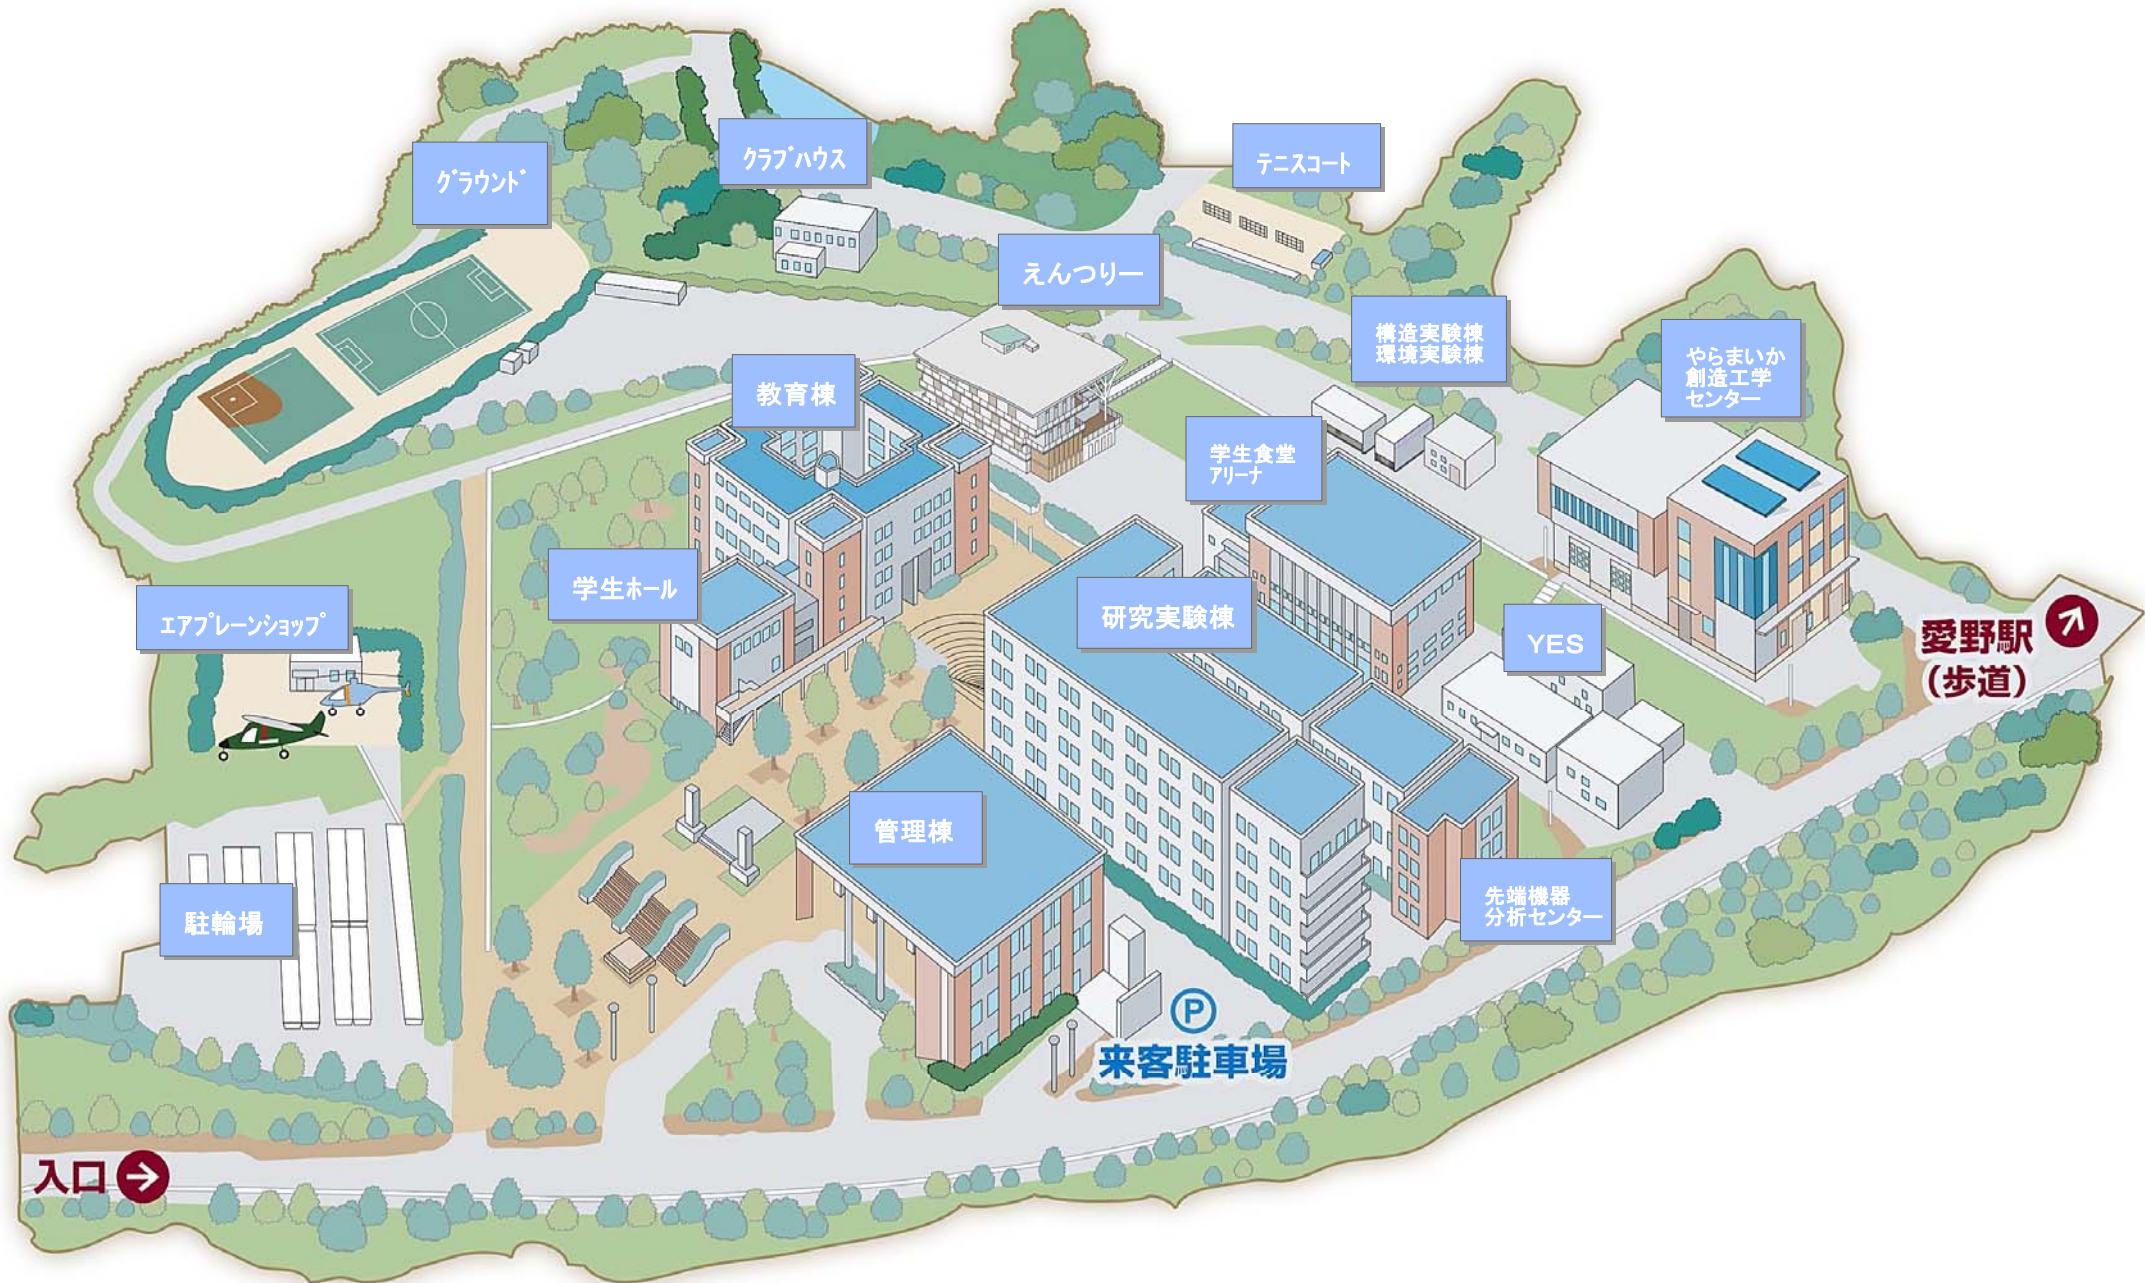 クラブハウス
テニスコート
グラウンド
えんつりー
構造実験棟
環境実験棟
やらまいか
創造工学
センター
教育棟
学生食堂
アリーナ
学生ホール
研究実験棟
エアプレーンショップ
YES
愛野駅
(歩道)
管理棟
先端機器
分析センター
駐輪場
P
来客駐車場
入口